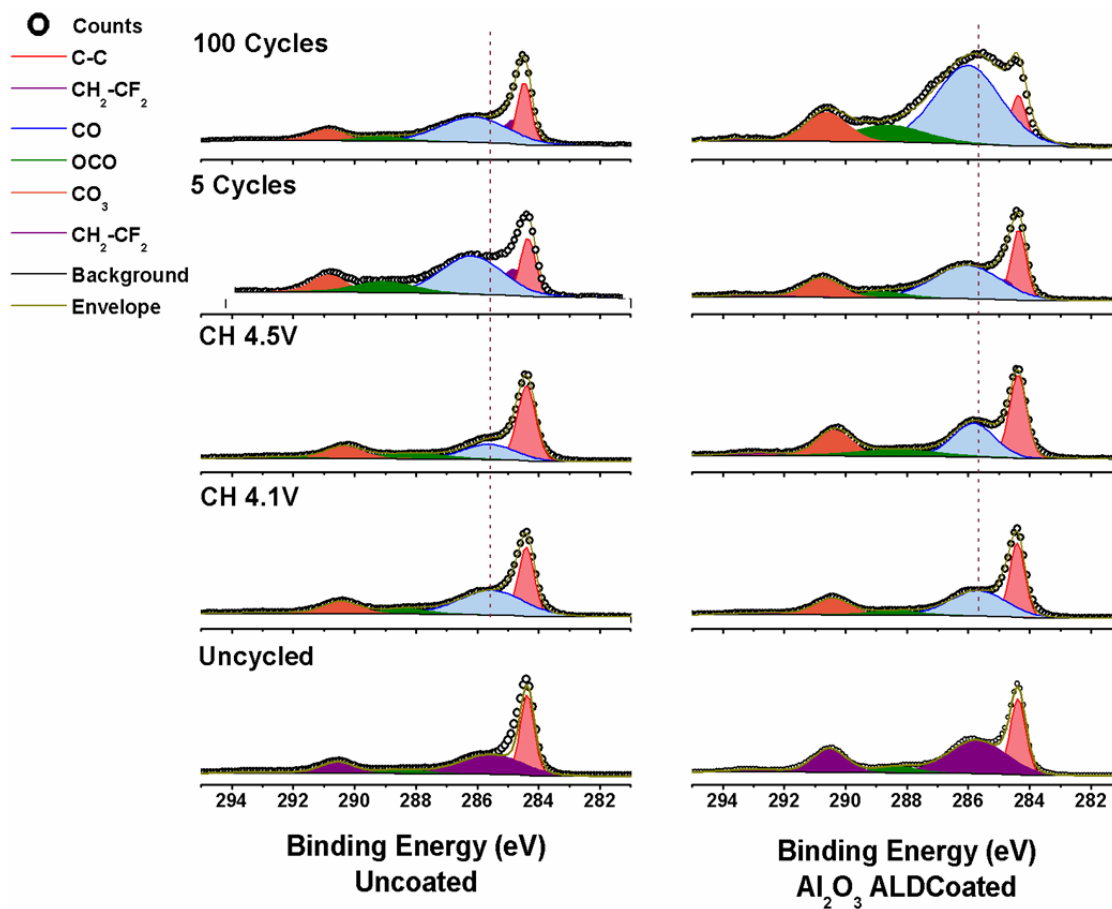 Counts
C-C
CH₂-CF₂
CO
OCO
CO₃
CH₂-CF₂
Background
Envelope
100 Cycles
5 Cycles
CH 4.5V
CH 4.1V
Uncycled
294 292 290 288 286 284 282
294 292 290 288 286 284 282
Binding Energy (eV)
Uncoated
Binding Energy (eV)
Al₂O₃ ALDCoated